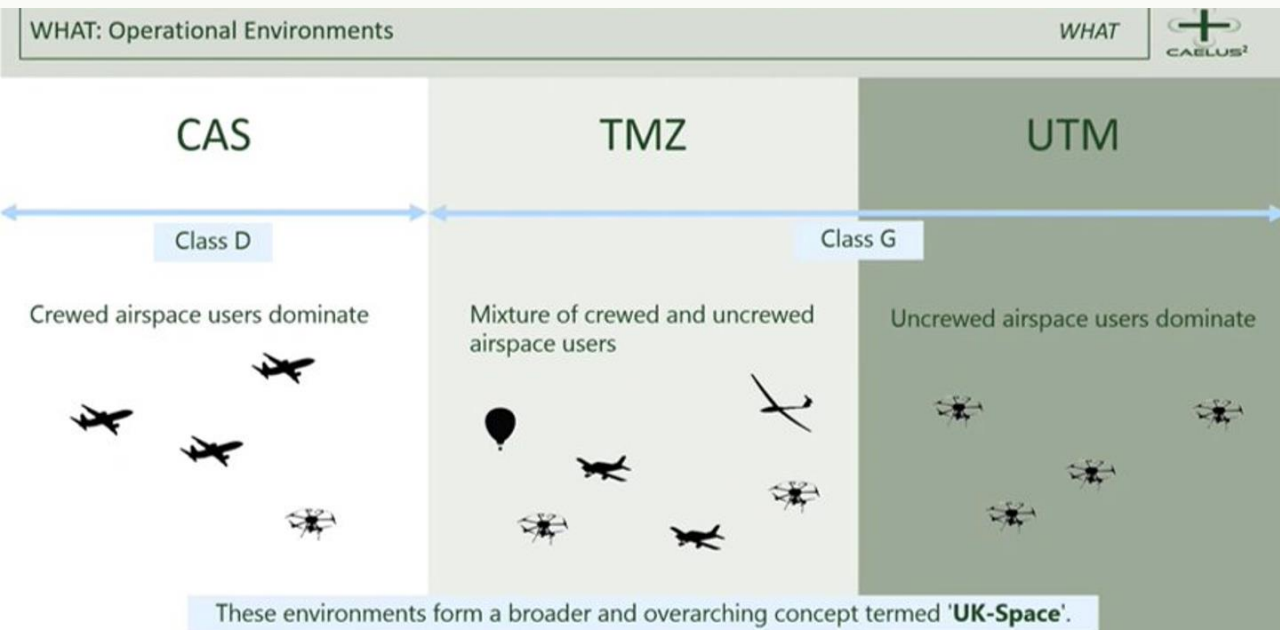 WHAT: Operational Environments
WHAT
CAELUS²
CAS
TMZ
UTM
Class D
Class G
Crewed airspace users dominate
Mixture of crewed and uncrewed
airspace users
Uncrewed airspace users dominate
These environments form a broader and overarching concept termed 'UK-Space'.